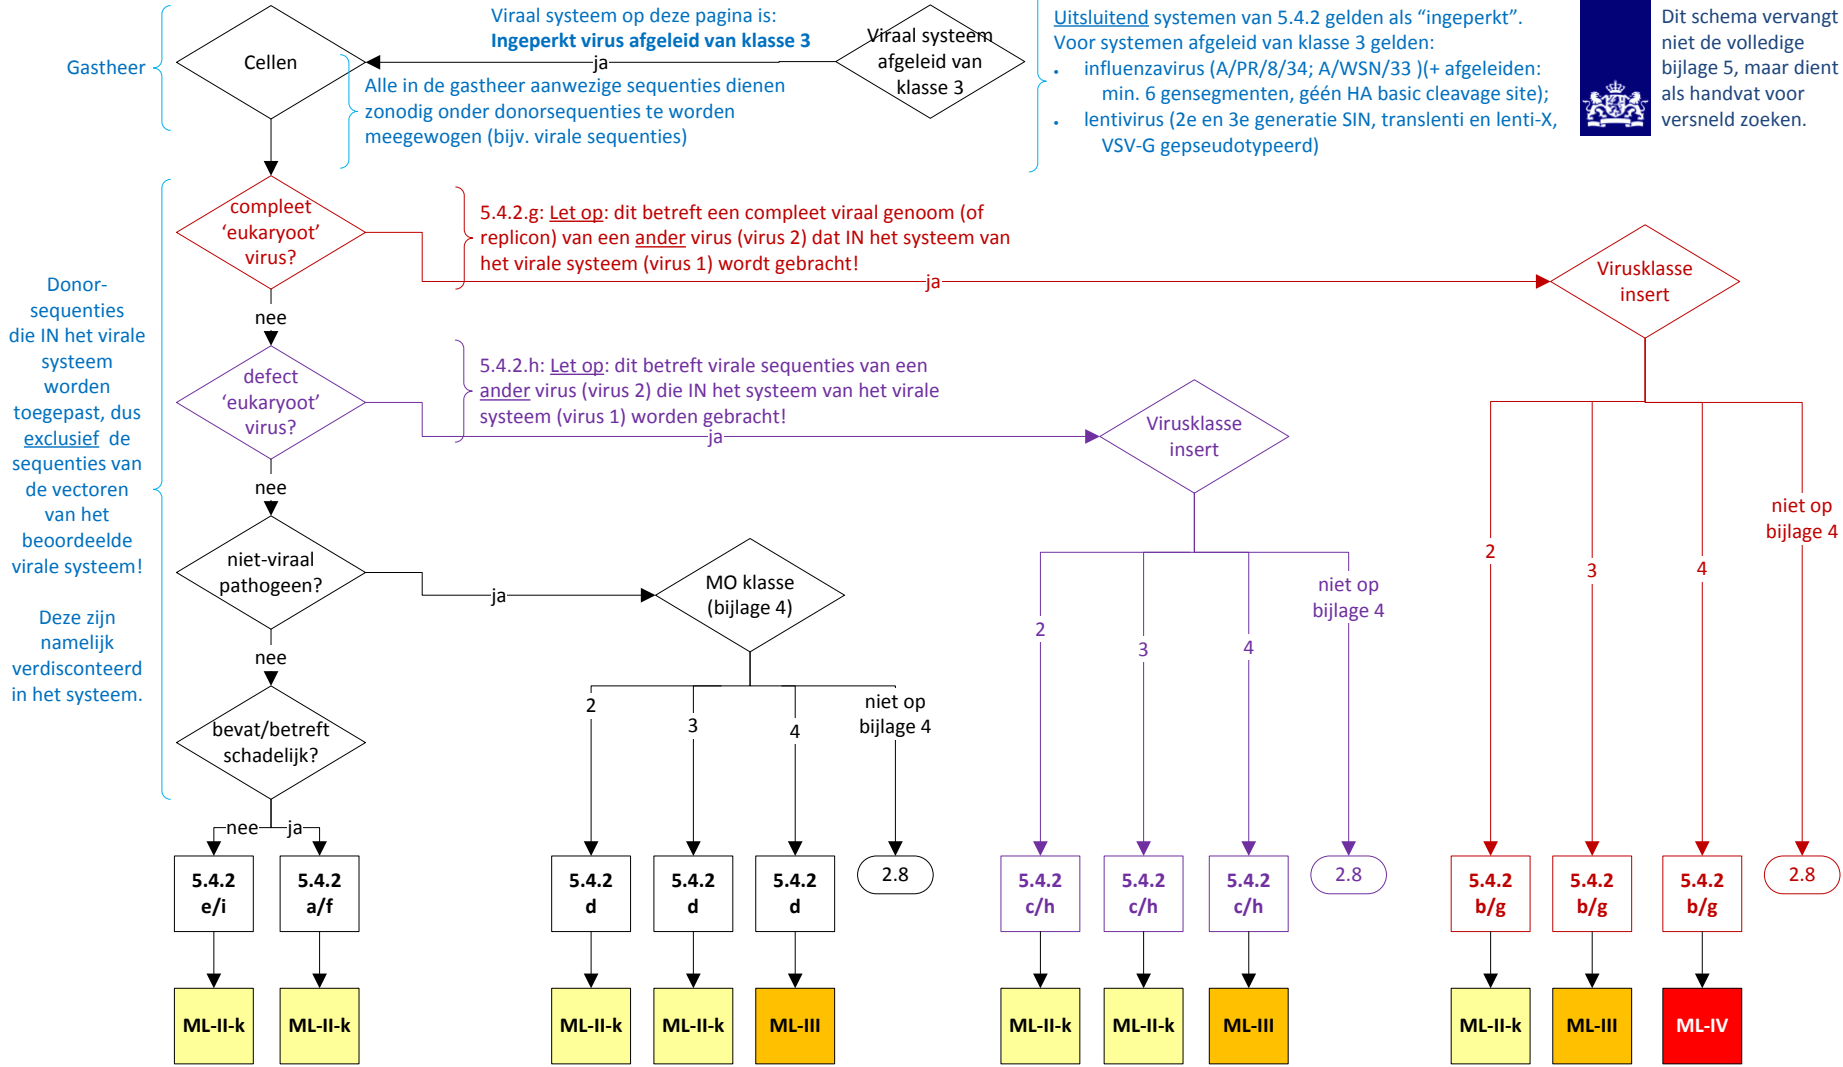 Viraal systeem op deze pagina is:
Ingeperkt virus afgeleid van klasse 3
Viraal systeem
afgeleid van
klasse 3
ja
Gastheer
Cellen
Alle in de gastheer aanwezige sequenties dienen
zonodig onder donorsequenties te worden
meegewogen (bijv. virale sequenties)
Uitsluitend systemen van 5.4.2 gelden als “ingeperkt”.
Voor systemen afgeleid van klasse 3 gelden:
• influenzavirus (A/PR/8/34; A/WSN/33 )(+ afgeleiden:
min. 6 gensegmenten, géén HA basic cleavage site);
• lentivirus (2e en 3e generatie SIN, translenti en lenti-X,
VSV-G gepseudotypeerd)
Dit schema vervangt
niet de volledige
bijlage 5, maar dient
als handvat voor
versneld zoeken.
compleet
‘eukaryoot’
virus?
5.4.2.g: Let op: dit betreft een compleet viraal genoom (of
replicon) van een ander virus (virus 2) dat IN het systeem van
het virale systeem (virus 1) wordt gebracht!
ja
Virusklasse
insert
nee
Donor-
sequenties
die IN het virale
systeem
worden
toegepast, dus
exclusief de
sequenties van
de vectoren
van het
beoordeelde
virale systeem!
Deze zijn
namelijk
verdisconteerd
in het systeem.
defect
‘eukaryoot’
virus?
5.4.2.h: Let op: dit betreft virale sequenties van een
ander virus (virus 2) die IN het systeem van het virale
systeem (virus 1) worden gebracht!
ja
Virusklasse
insert
nee
niet-viraal
pathogeen?
ja
MO klasse
(bijlage 4)
nee
bevat/betreft
schadelijk?
nee
ja
2
3
4
niet op
bijlage 4
2
3
4
niet op
bijlage 4
2
3
4
niet op
bijlage 4
5.4.2
e/i
5.4.2
a/f
5.4.2
d
5.4.2
d
5.4.2
d
2.8
5.4.2
c/h
5.4.2
c/h
5.4.2
c/h
2.8
5.4.2
b/g
5.4.2
b/g
5.4.2
b/g
2.8
ML-II-k
ML-II-k
ML-II-k
ML-II-k
ML-III
ML-II-k
ML-II-k
ML-III
ML-II-k
ML-III
ML-IV